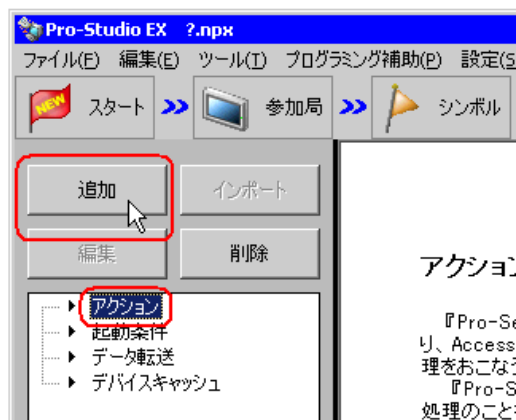 Pro-Studio EX ?.npx
ファイル(F) 編集(E) ツール(T) プログラミング補助(P) 設定(S
NEW スタート 参加局 シンボル
追加 インポート
編集 削除
アクション
起動条件
データ転送
デバイスキャッシュ
アクション
『Pro-Se
り、Access
理をおこな
『Pro-S
処理のこと